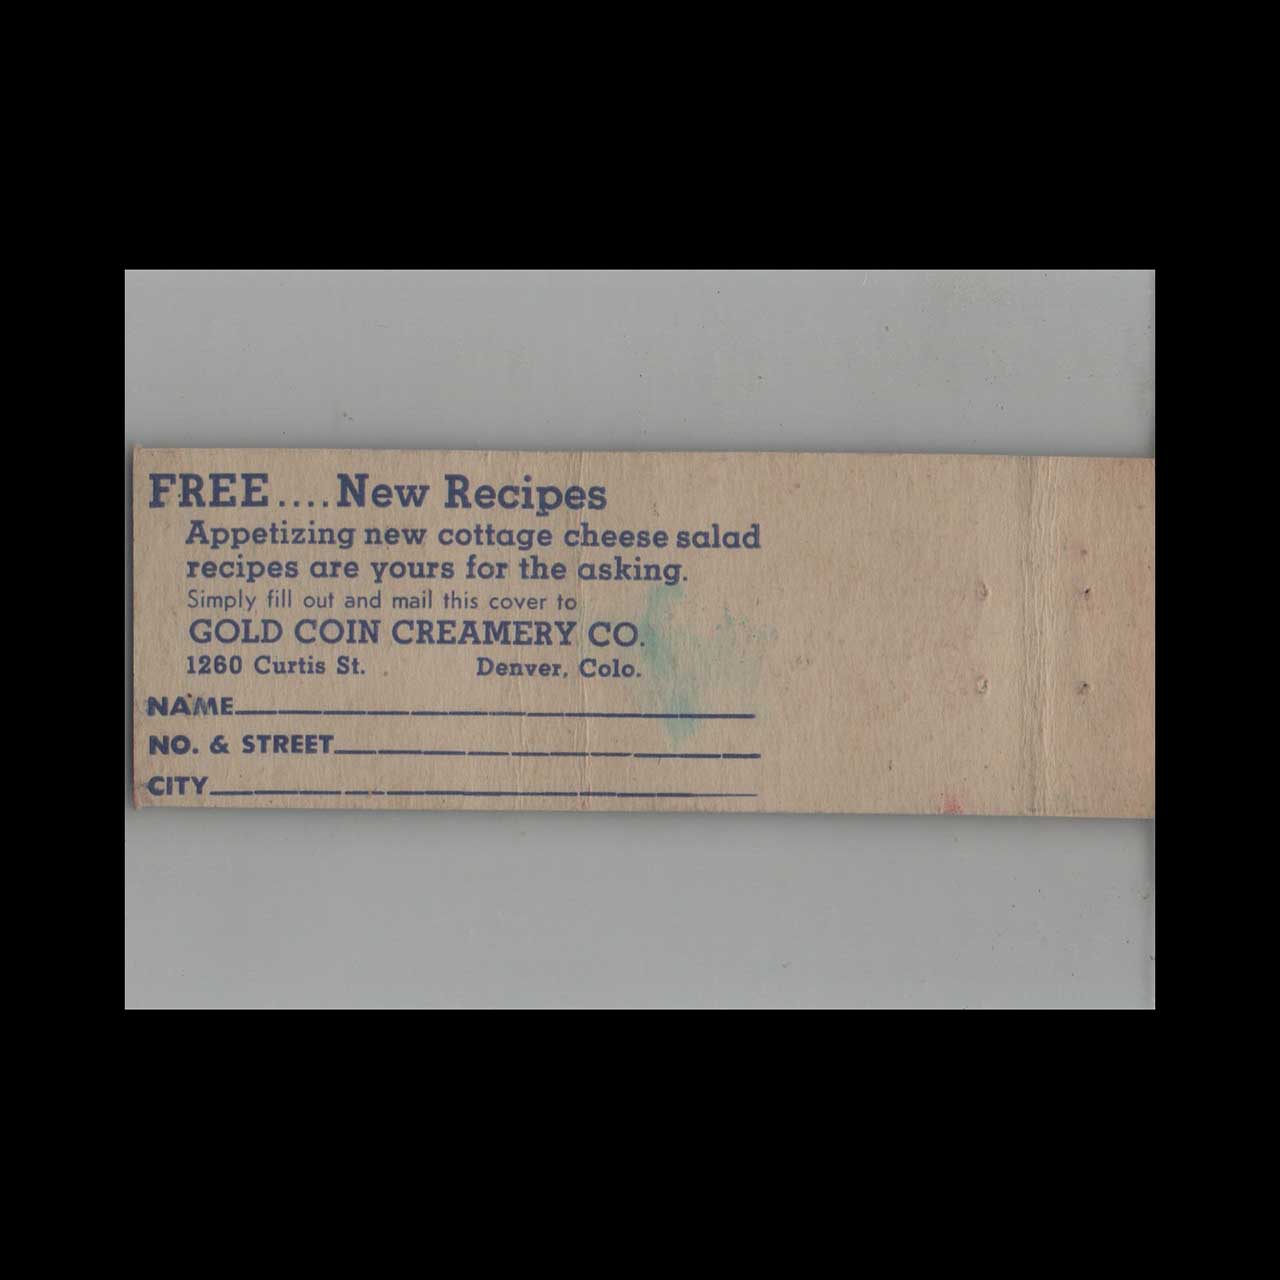 FREE....New Recipes
Appetizing new cottage cheese salad
recipes are yours for the asking.
Simply fill out and mail this cover to
GOLD COIN CREAMERY CO.
1260 Curtis St. Denver, Colo.
NAME
NO. & STREET
CITY